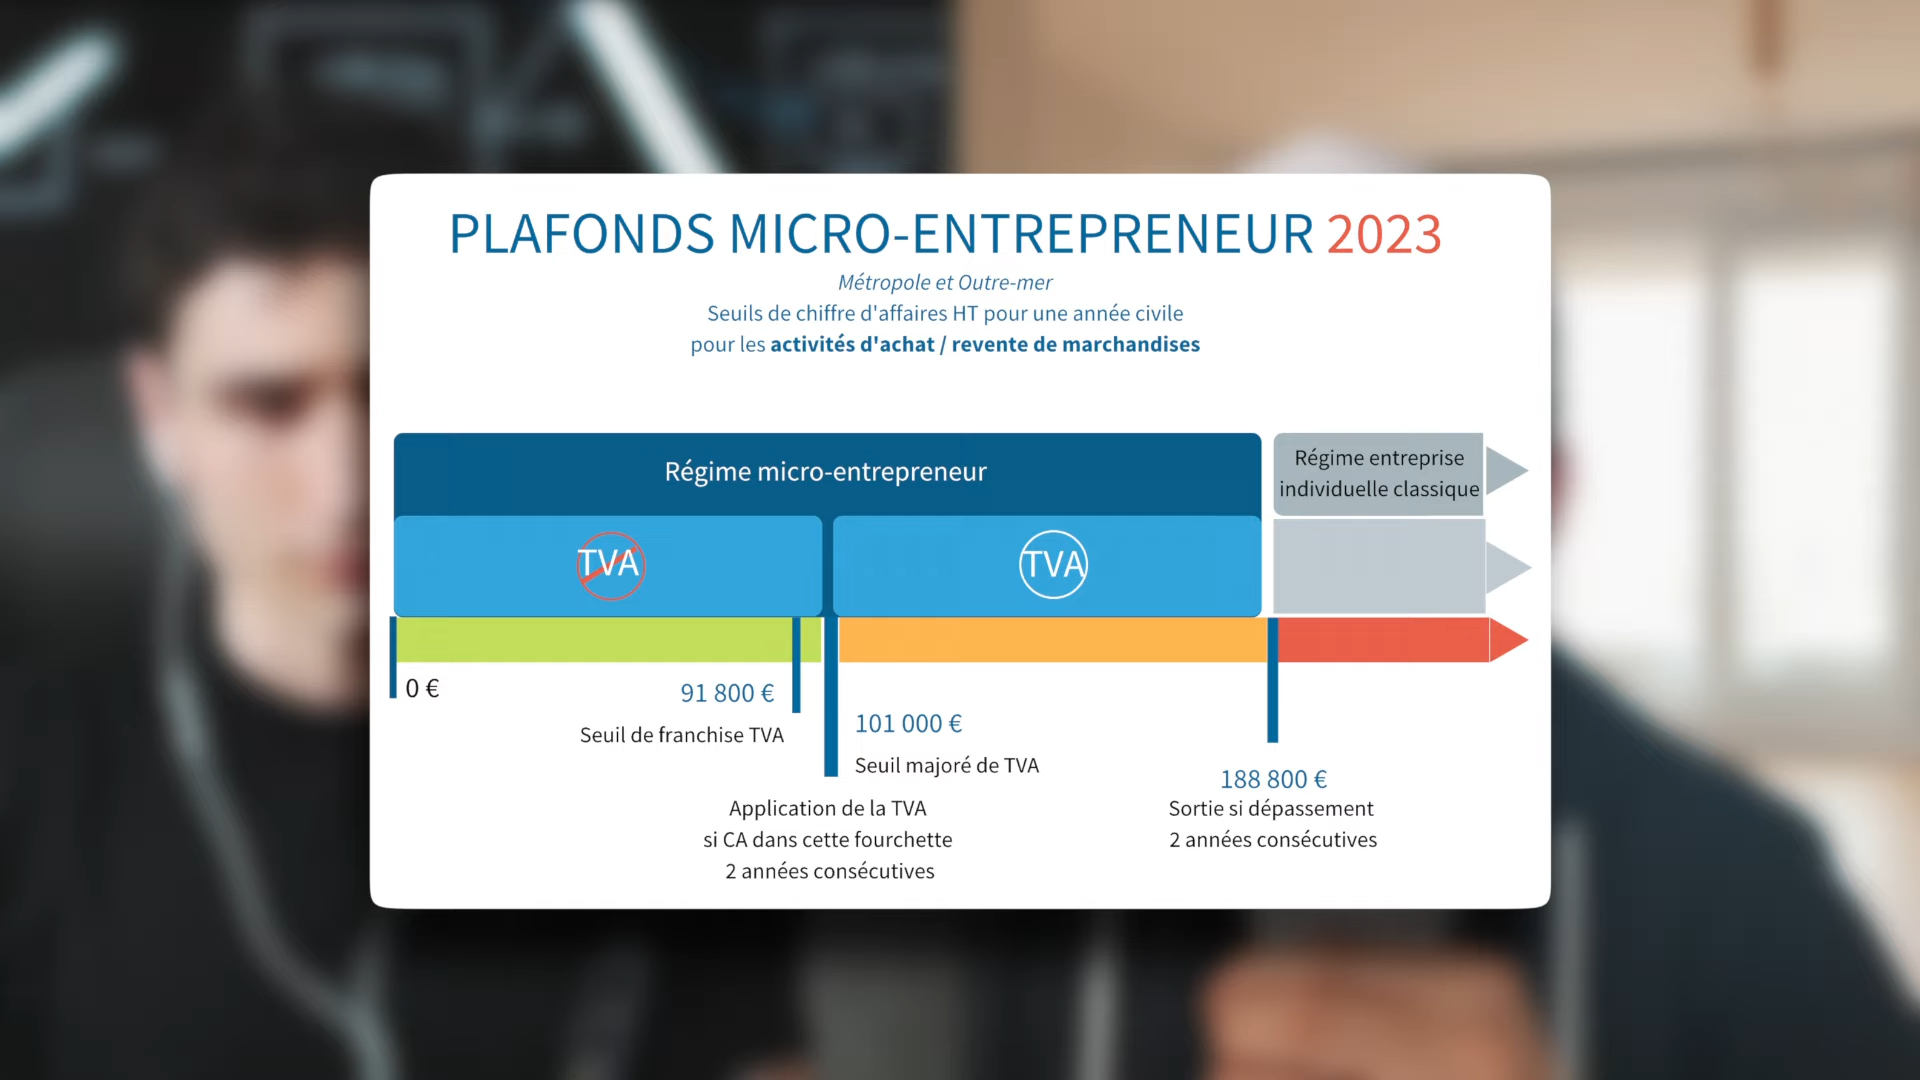 PLAFONDS MICRO-ENTREPRENEUR 2023
Métropole et Outre-mer
Seuils de chiffre d'affaires HT pour une année civile
pour les activités d'achat / revente de marchandises
Régime micro-entrepreneur
Régime entreprise
individuelle classique
TVA
TVA
0 €
91 800 €
Seuil de franchise TVA
101 000 €
Seuil majoré de TVA
Application de la TVA
si CA dans cette fourchette
2 années consécutives
188 800 €
Sortie si dépassement
2 années consécutives